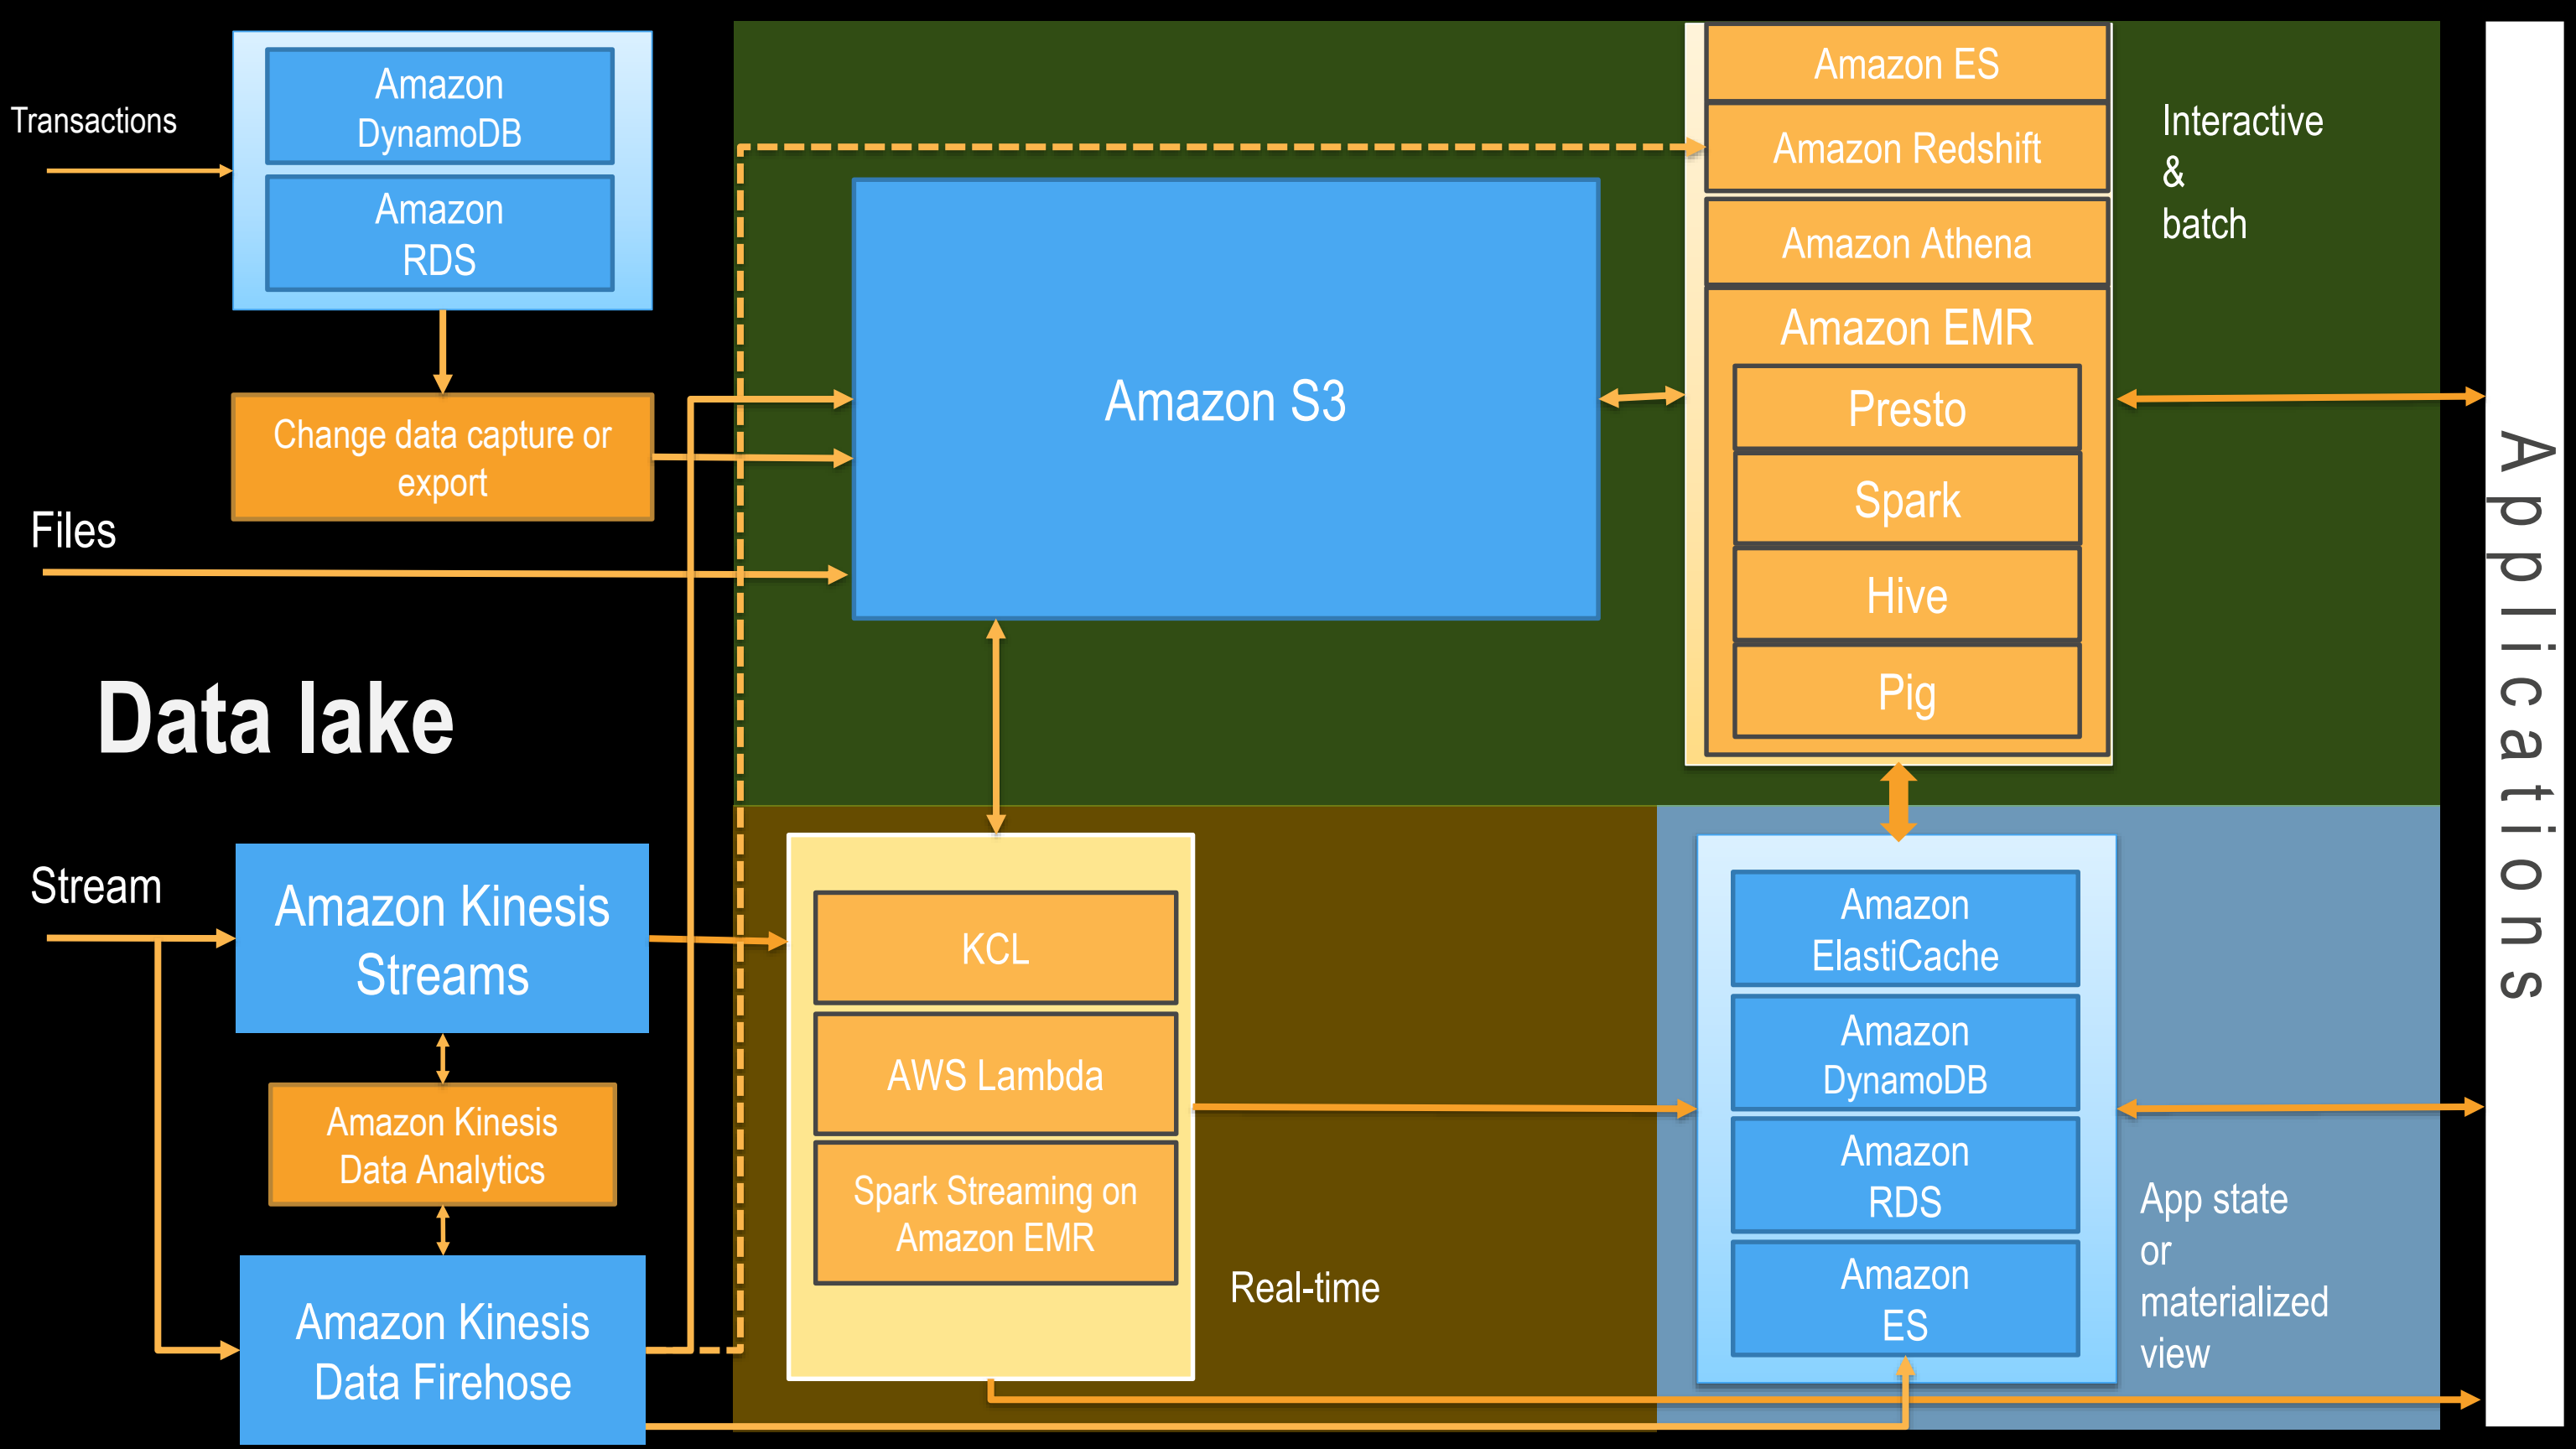 Transactions
Amazon
DynamoDB
Amazon
RDS
Change data capture or
export
Files
Data lake
Stream
Amazon Kinesis
Streams
Amazon Kinesis
Data Analytics
Amazon Kinesis
Data Firehose
Amazon S3
Amazon ES
Amazon Redshift
Amazon Athena
Amazon EMR
Presto
Spark
Hive
Pig
Interactive
&
batch
KCL
AWS Lambda
Spark Streaming on
Amazon EMR
Real-time
Amazon
ElastiCache
Amazon
DynamoDB
Amazon
RDS
Amazon
ES
App state
or
materialized
view
Applications